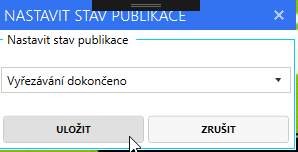 NASTAVIT STAV PUBLIKACE
Nastavit stav publikace
Vyřezávání dokončeno
ULOŽIT
ZRUŠIT